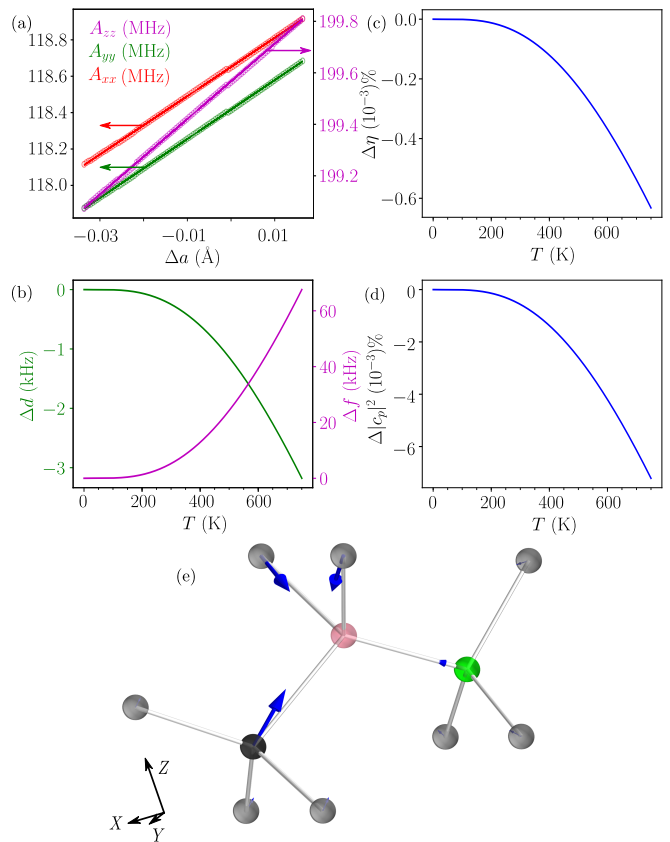 (a)
A_zz (MHz)
A_yy (MHz)
A_xx (MHz)
118.8
118.6
118.4
118.2
118.0
199.8
199.6
199.4
199.2
−0.03
−0.01
0.01
Δa (Å)
(c)
0.0
−0.2
−0.4
−0.6
Δη (10⁻³)%
0
200
400
600
T (K)
(b)
0
−1
−2
−3
Δd (kHz)
60
40
20
0
Δf (kHz)
0
200
400
600
T (K)
(d)
0
−2
−4
−6
Δ|c_p|² (10⁻³)%
0
200
400
600
T (K)
(e)
Z
X
Y